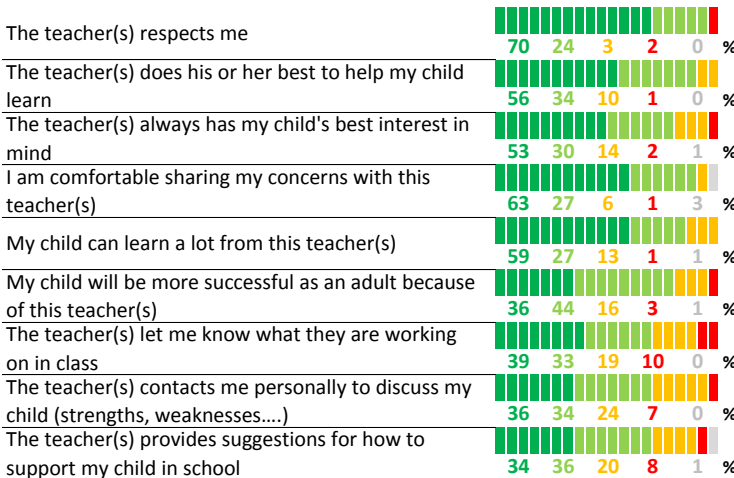 The teacher(s) respects me
70 24 3 2 0 %
The teacher(s) does his or her best to help my child
learn
56 34 10 1 0 %
The teacher(s) always has my child's best interest in
mind
53 30 14 2 1 %
I am comfortable sharing my concerns with this
teacher(s)
63 27 6 1 3 %
My child can learn a lot from this teacher(s)
59 27 13 1 1 %
My child will be more successful as an adult because
of this teacher(s)
36 44 16 3 1 %
The teacher(s) let me know what they are working
on in class
39 33 19 10 0 %
The teacher(s) contacts me personally to discuss my
child (strengths, weaknesses….)
36 34 24 7 0 %
The teacher(s) provides suggestions for how to
support my child in school
34 36 20 8 1 %